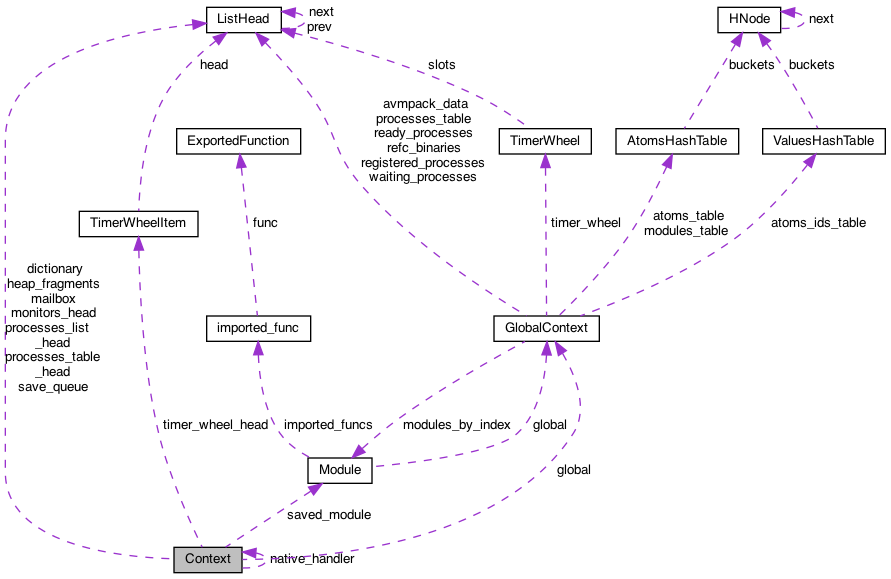 ListHead
next
prev
HNode
next
head
slots
buckets
buckets
avmpack_data
processes_table
ready_processes
refc_binaries
registered_processes
waiting_processes
ExportedFunction
TimerWheel
AtomsHashTable
ValuesHashTable
TimerWheelItem
func
timer_wheel
atoms_table
modules_table
atoms_ids_table
dictionary
heap_fragments
mailbox
monitors_head
processes_list
_head
processes_table
_head
save_queue
imported_func
GlobalContext
timer_wheel_head
imported_funcs
modules_by_index
global
Module
global
saved_module
Context
native_handler